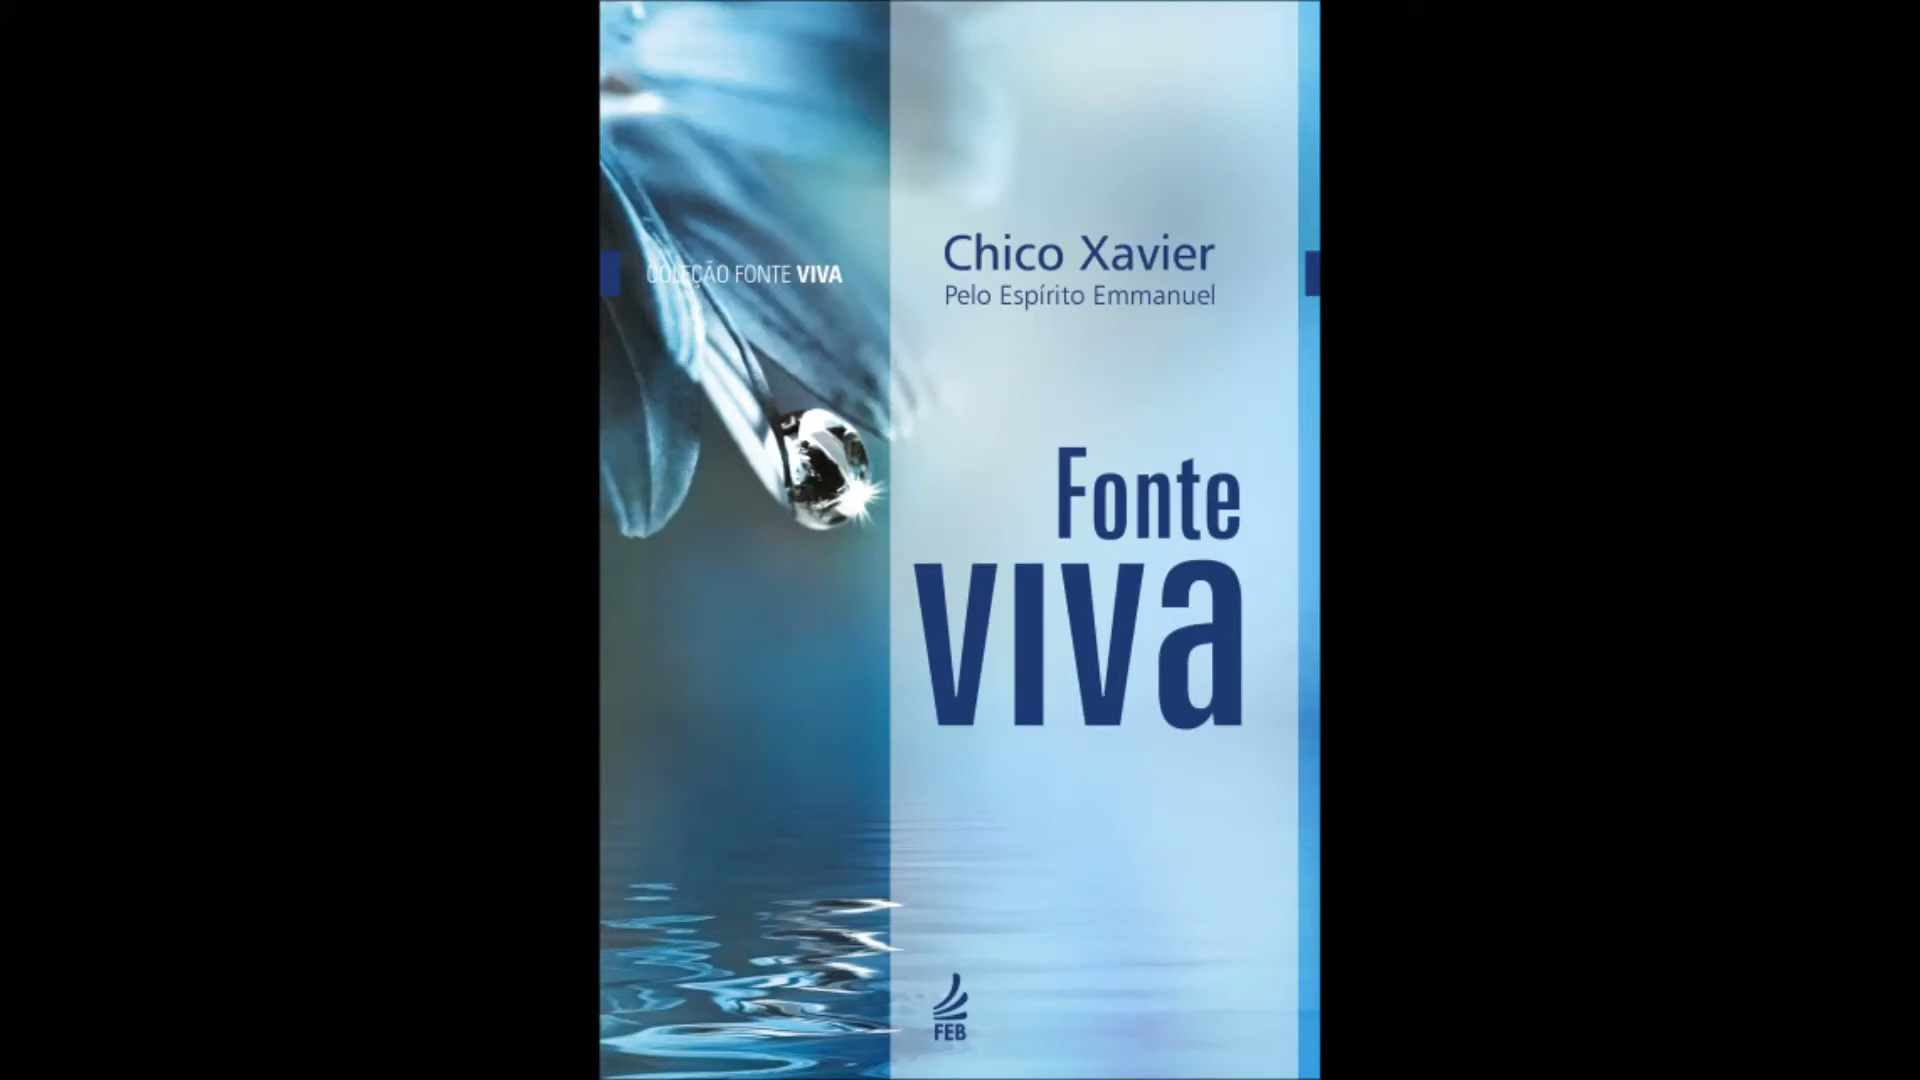 COLEÇÃO FONTE VIVA
Chico Xavier
Pelo Espírito Emmanuel
Fonte
viva
FEB